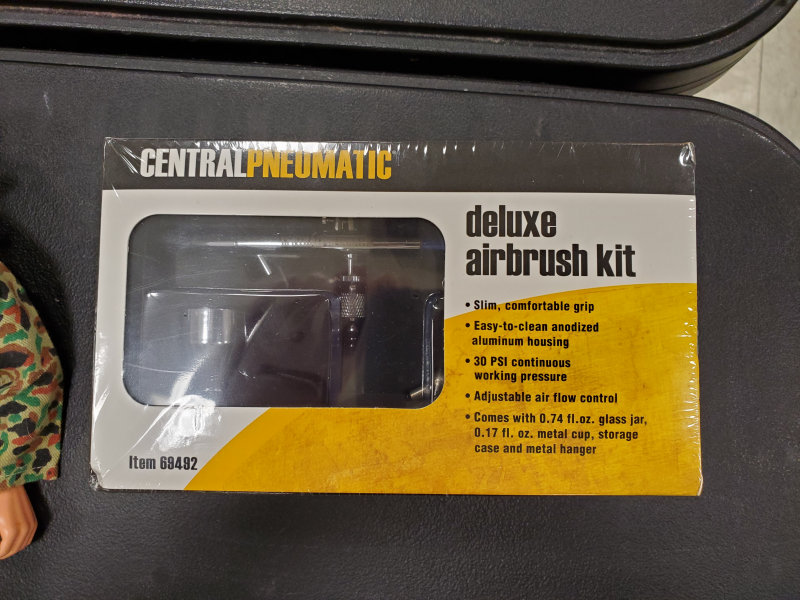 CENTRALPNEUMATIC
deluxe
airbrush kit
• Slim, comfortable grip
• Easy-to-clean anodized
aluminum housing
• 30 PSI continuous
working pressure
• Adjustable air flow control
• Comes with 0.74 fl.oz. glass jar,
0.17 fl. oz. metal cup, storage
case and metal hanger
Item 69492